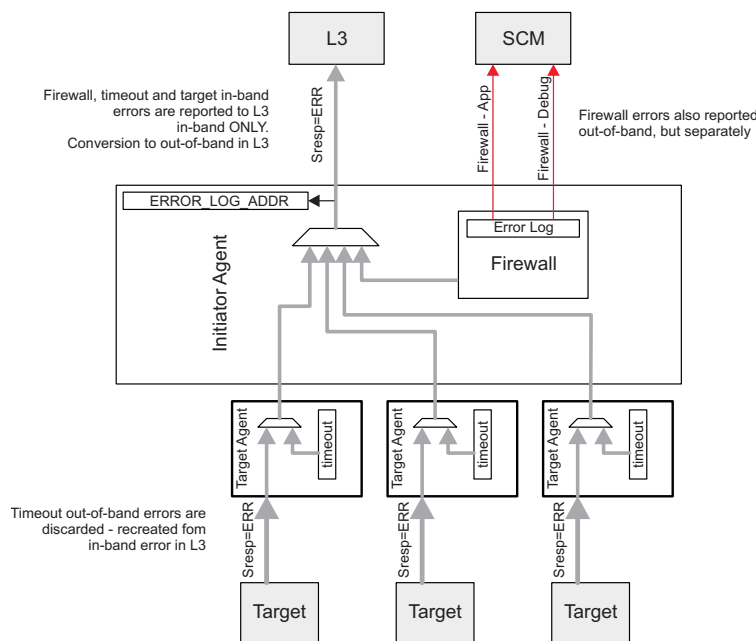 L3
SCM
Firewall, timeout and target in-band
errors are reported to L3
in-band ONLY.
Conversion to out-of-band in L3
Sresp=ERR
Firewall - App
Firewall - Debug
Firewall errors also reported
out-of-band, but separately
ERROR_LOG_ADDR
Error Log
Firewall
Initiator Agent
Target Agent
timeout
Target Agent
timeout
Target Agent
timeout
Timeout out-of-band errors are
discarded - recreated fom
in-band error in L3
Sresp=ERR
Sresp=ERR
Sresp=ERR
Target
Target
Target